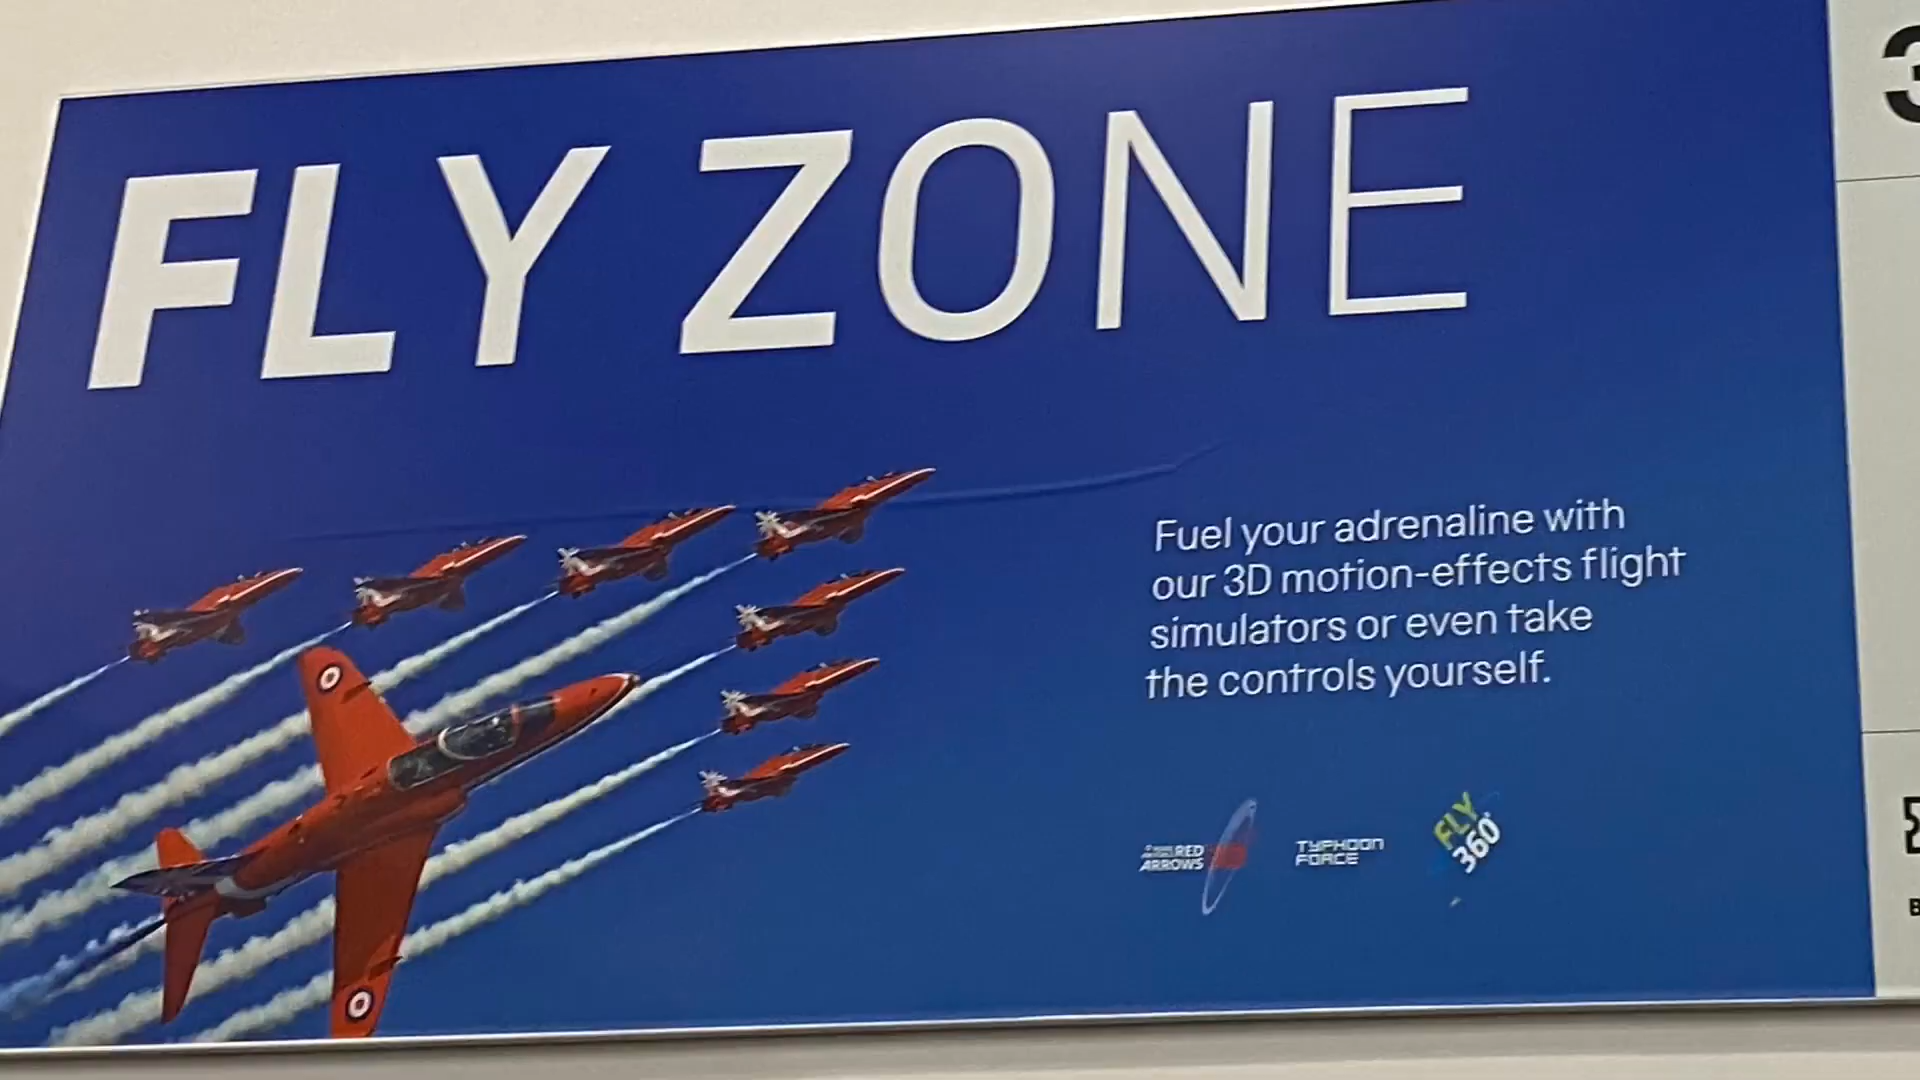 FLY ZONE
Fuel your adrenaline with
our 3D motion-effects flight
simulators or even take
the controls yourself.
RED
ARROWS
3D
TYPHOON
FORCE
FLY
360°